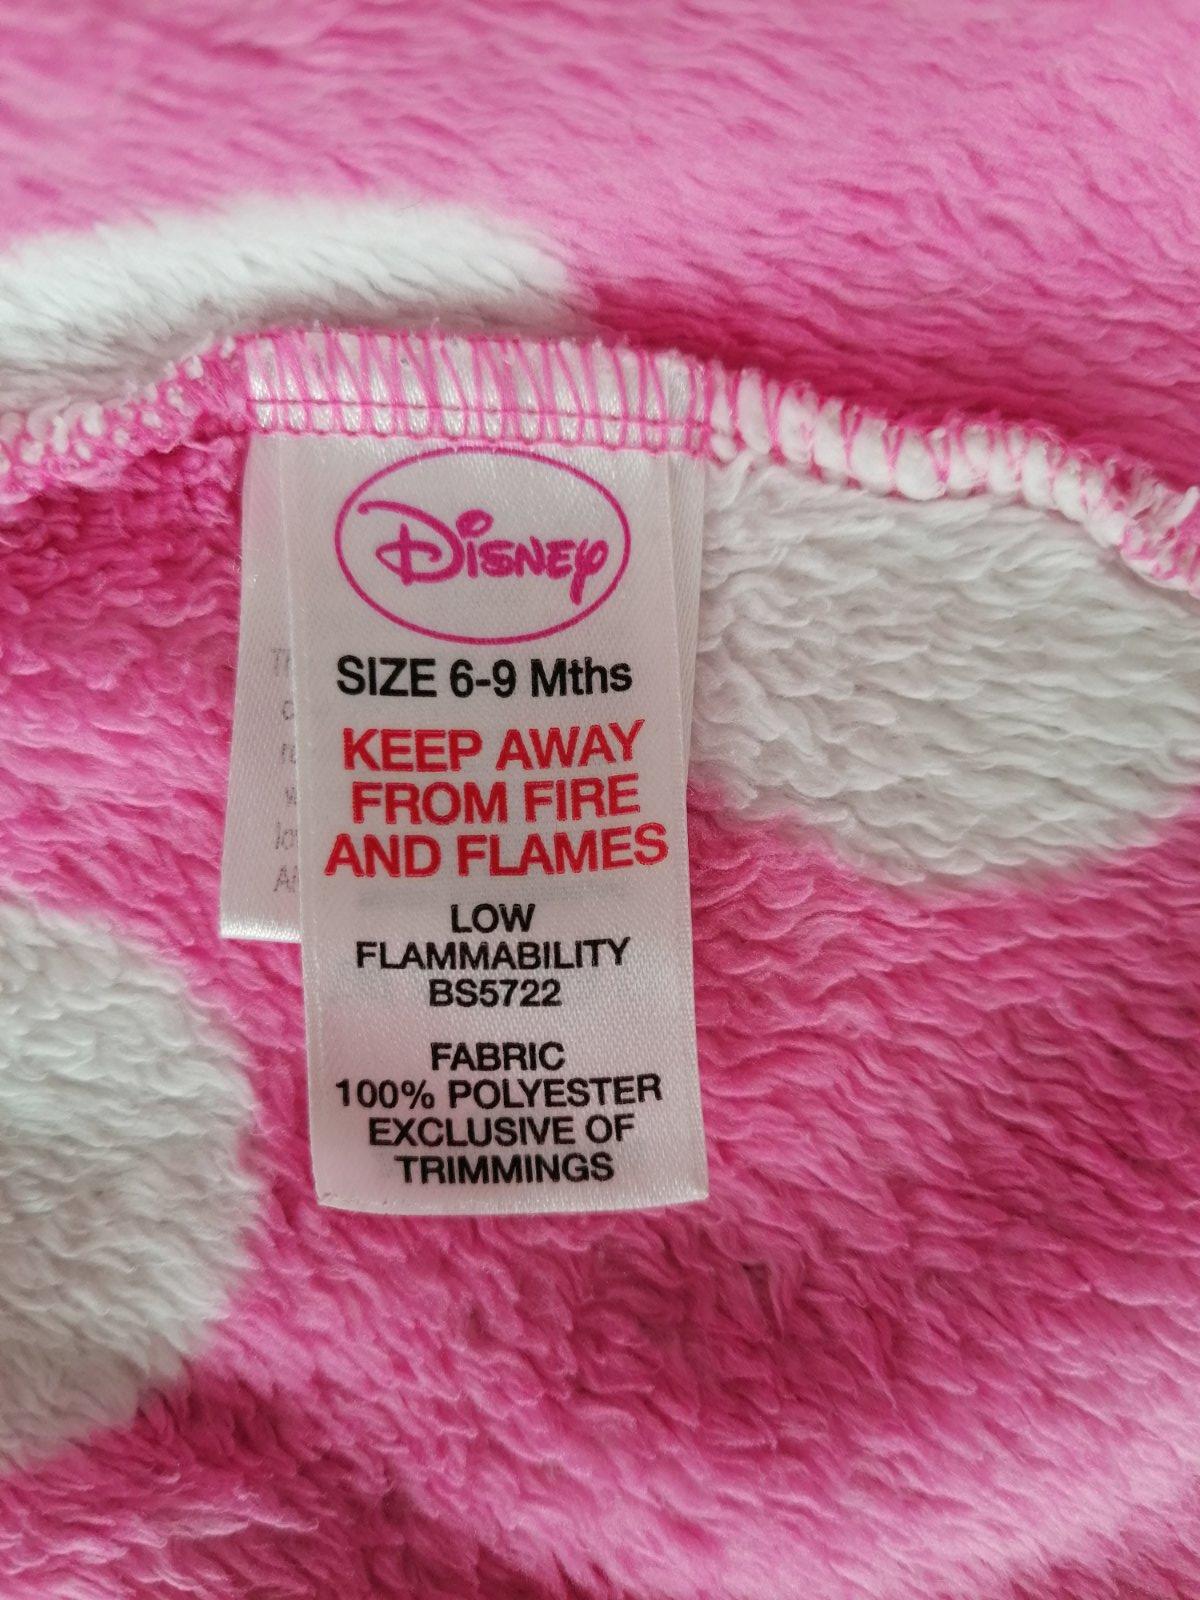 Disney
SIZE 6-9 Mths
KEEP AWAY
FROM FIRE
AND FLAMES
LOW
FLAMMABILITY
BS5722
FABRIC
100% POLYESTER
EXCLUSIVE OF
TRIMMINGS